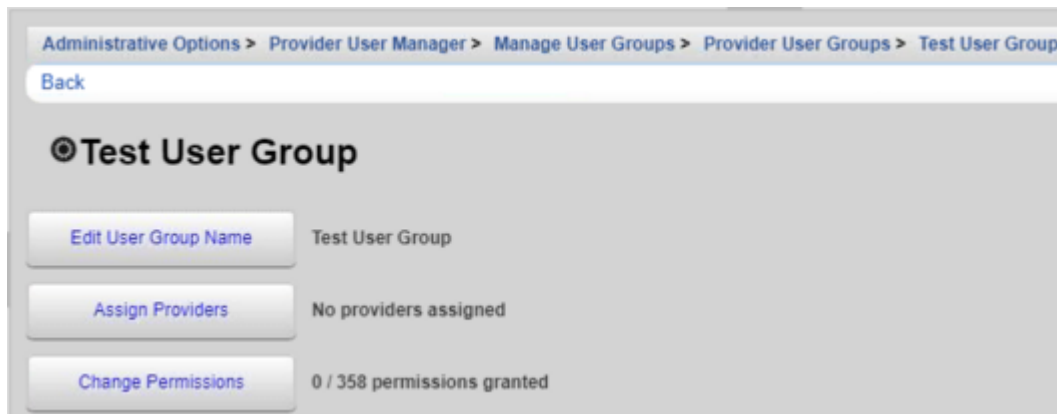 Administrative Options > Provider User Manager > Manage User Groups > Provider User Groups > Test User Group
Back
Test User Group
Edit User Group Name Test User Group
Assign Providers No providers assigned
Change Permissions 0 / 358 permissions granted